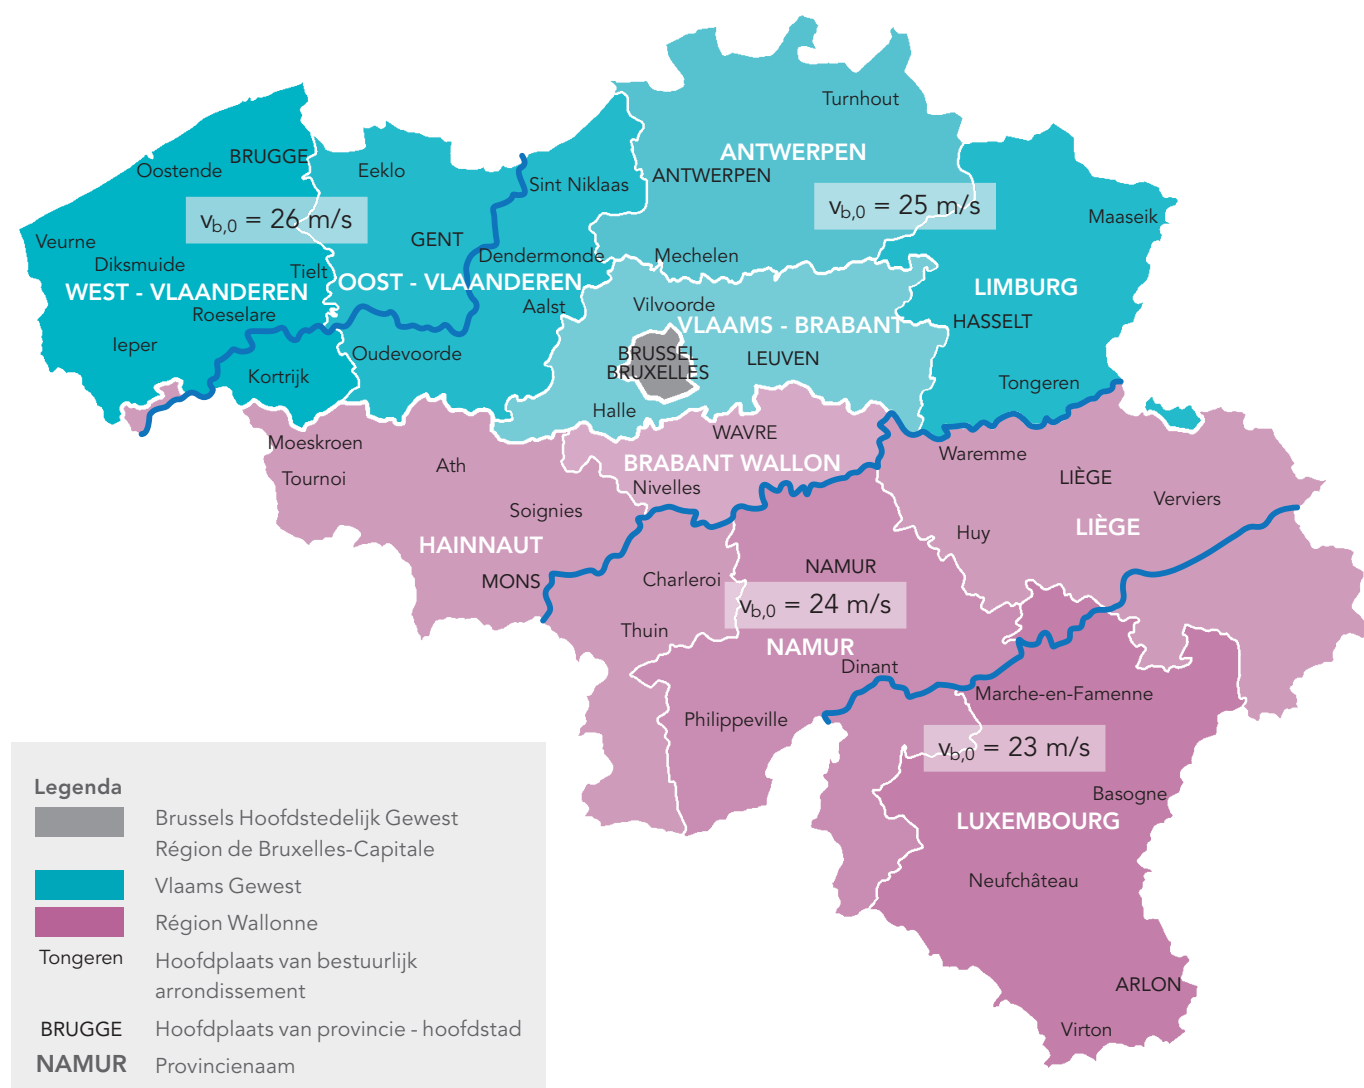 Turnhout
ANTWERPEN
ANTWERPEN
BRUGGE
Oostende
Eeklo
Sint Niklaas
v_b,0 = 26 m/s
v_b,0 = 25 m/s
Maaseik
Veurne
GENT
Diksmuide
Tielt
Dendermonde
Mechelen
WEST - VLAANDEREN
OOST - VLAANDEREN
LIMBURG
Roeselare
Aalst
Vilvoorde
VLAAMS - BRABANT
HASSELT
Ieper
Oudevoorde
BRUSSEL
BRUXELLES
LEUVEN
Kortrijk
Tongeren
Halle
Moeskroen
WAVRE
Waremme
Tournoi
Ath
BRABANT WALLON
LIÈGE
Nivelles
Verviers
Soignies
Huy
LIÈGE
HAINNAUT
MONS
Charleroi
NAMUR
v_b,0 = 24 m/s
Thuin
NAMUR
Dinant
Marche-en-Famenne
Philippeville
v_b,0 = 23 m/s
Basogne
LUXEMBOURG
Neufchâteau
ARLON
Virton
Legenda
Brussels Hoofdstedelijk Gewest
Région de Bruxelles-Capitale
Vlaams Gewest
Région Wallonne
Tongeren Hoofdplaats van bestuurlijk
arrondissement
BRUGGE Hoofdplaats van provincie - hoofdstad
NAMUR Provincienaam